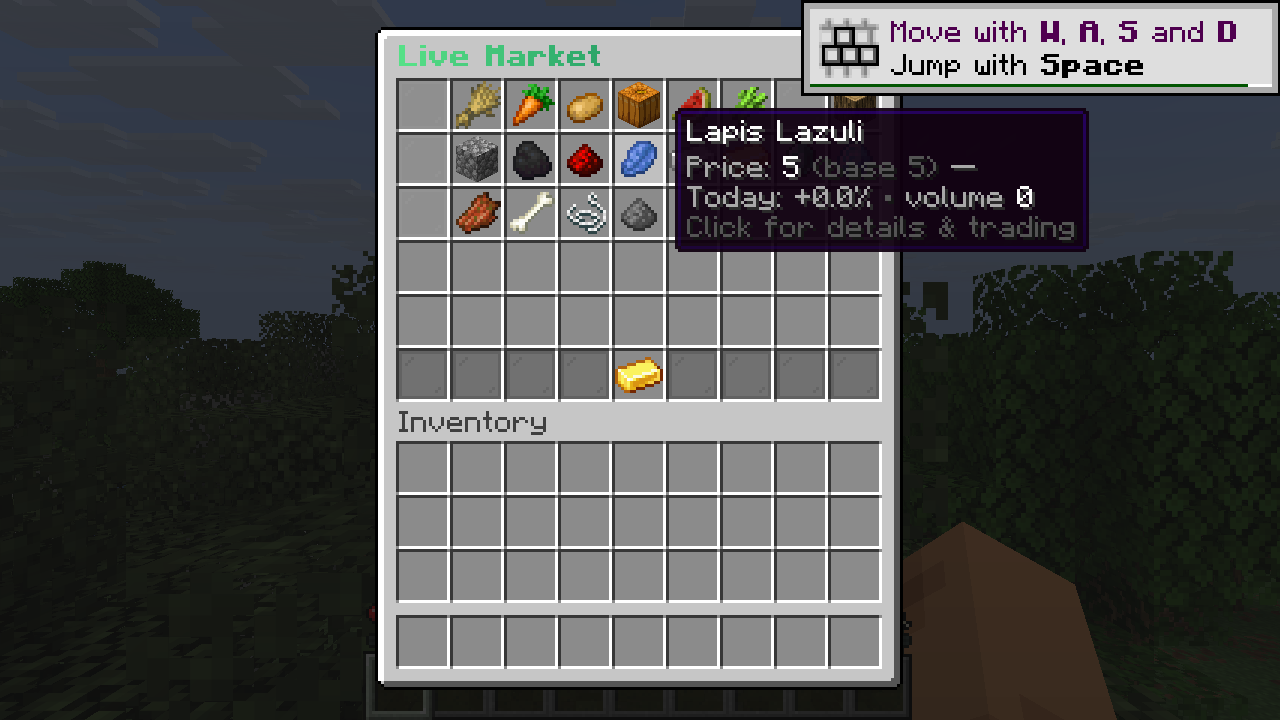 Live Market
Move with W, A, S and D
Jump with Space
Lapis Lazuli
Price: 5 (base 5) —
Today: +0.0% · volume 0
Click for details & trading
Inventory